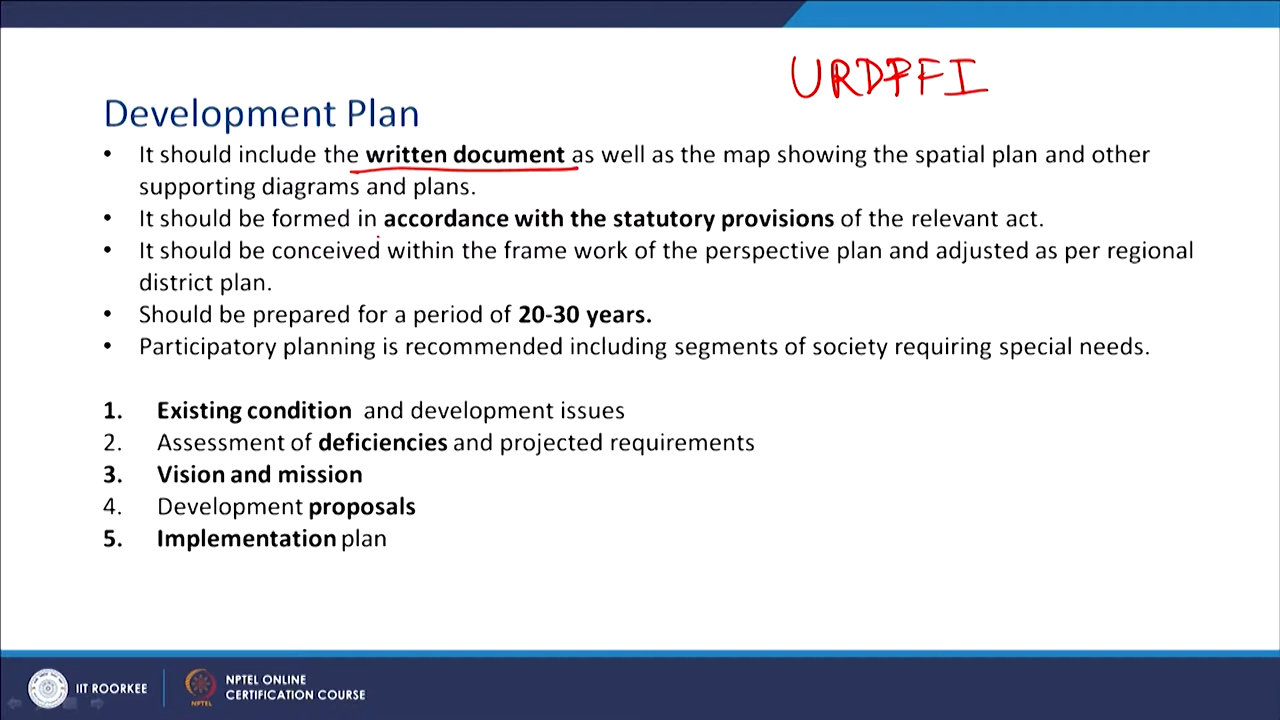 URDPFI
Development Plan
• It should include the written document as well as the map showing the spatial plan and other
supporting diagrams and plans.
• It should be formed in accordance with the statutory provisions of the relevant act.
• It should be conceived within the frame work of the perspective plan and adjusted as per regional
district plan.
• Should be prepared for a period of 20-30 years.
• Participatory planning is recommended including segments of society requiring special needs.
1. Existing condition and development issues
2. Assessment of deficiencies and projected requirements
3. Vision and mission
4. Development proposals
5. Implementation plan
IIT ROORKEE
NPTEL
NPTEL ONLINE
CERTIFICATION COURSE